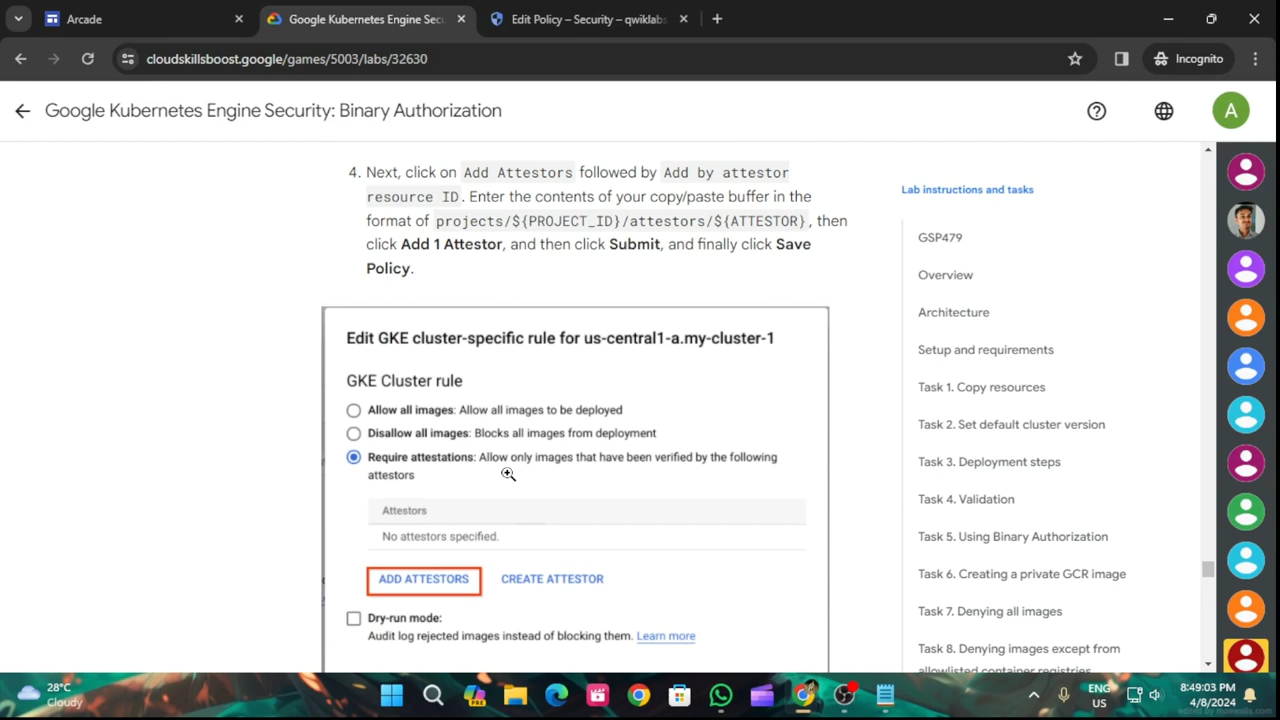 Arcade
Google Kubernetes Engine Secu
Edit Policy – Security – qwiklabs
cloudskillsboost.google/games/5003/labs/32630
Incognito
Google Kubernetes Engine Security: Binary Authorization
A
4. Next, click on Add Attestors followed by Add by attestor
resource ID. Enter the contents of your copy/paste buffer in the
format of projects/${PROJECT_ID}/attestors/${ATTESTOR}, then
click Add 1 Attestor, and then click Submit, and finally click Save
Policy.
Edit GKE cluster-specific rule for us-central1-a.my-cluster-1
GKE Cluster rule
Allow all images: Allow all images to be deployed
Disallow all images: Blocks all images from deployment
Require attestations: Allow only images that have been verified by the following
attestors
Attestors
No attestors specified.
ADD ATTESTORS CREATE ATTESTOR
Dry-run mode:
Audit log rejected images instead of blocking them. Learn more
Lab instructions and tasks
GSP479
Overview
Architecture
Setup and requirements
Task 1. Copy resources
Task 2. Set default cluster version
Task 3. Deployment steps
Task 4. Validation
Task 5. Using Binary Authorization
Task 6. Creating a private GCR image
Task 7. Denying all images
Task 8. Denying images except from
allowlisted container registries
28°C
Cloudy
PRE
ENG
US
8:49:03 PM
4/8/2024